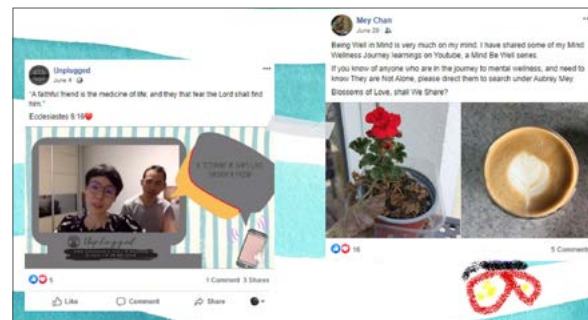 Unplugged
June 4
"A faithful friend is the medicine of life; and they that fear the Lord shall find
him."
Ecclesiastes 6:16
Unplugged
5
1 Comment 3 Shares
Like Comment Share
Mey Chan
June 29
Being Well in Mind is very much on my mind. I have shared some of my Mind
Wellness Journey learnings on Youtube, a Mind Be Well series.
If you know of anyone who are in the journey to mental wellness, and need to
know They are Not Alone, please direct them to search under Aubrey Mey
Blossoms of Love, shall We Share?
16
5 Comments